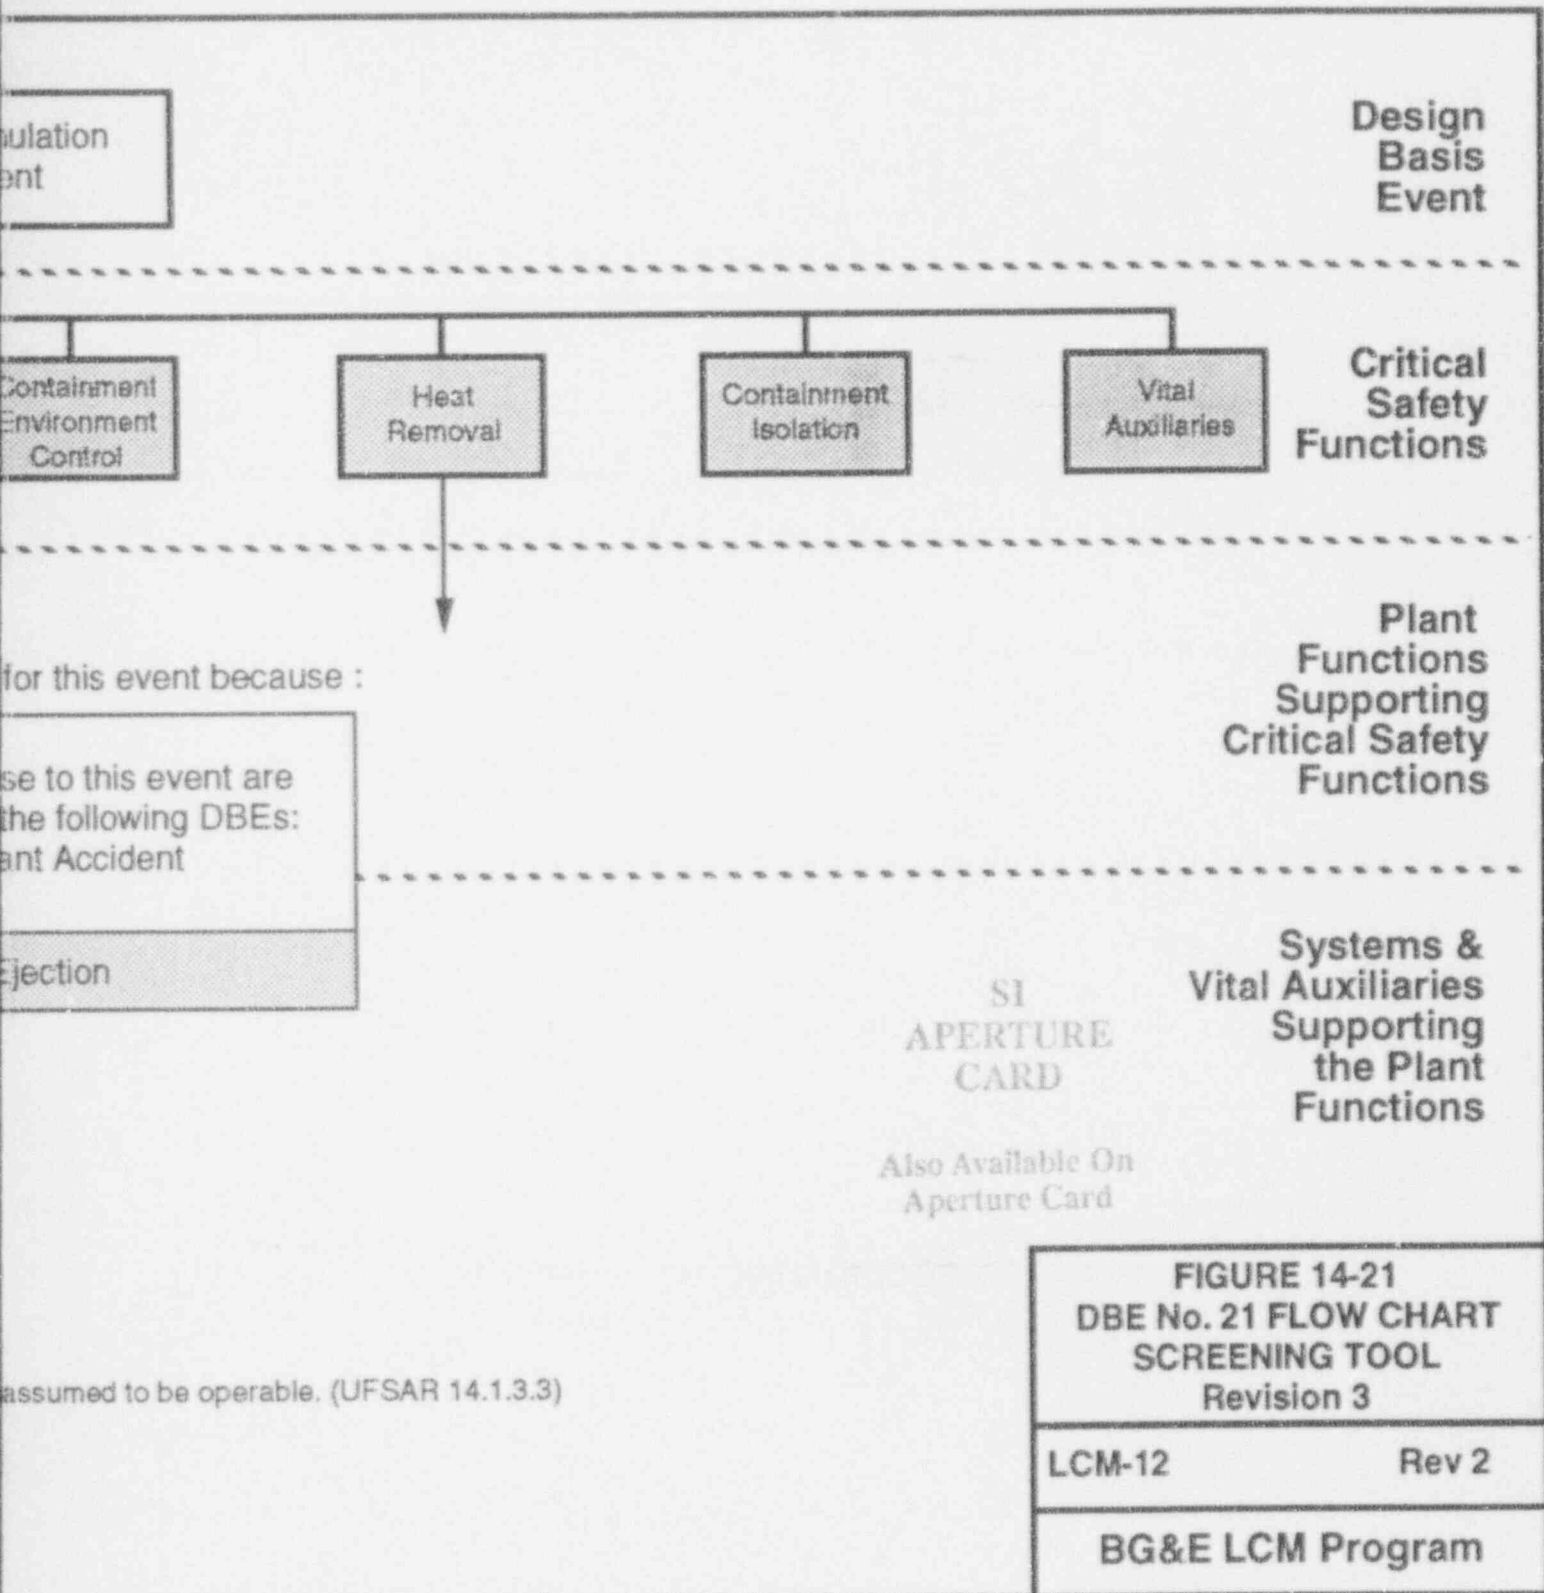 Design
Basis
Event
Containment
Environment
Control
Heat
Removal
Containment
Isolation
Vital
Auxiliaries
Critical
Safety
Functions
Plant
Functions
Supporting
Critical Safety
Functions
for this event because :
se to this event are
the following DBEs:
ant Accident
Ejection
Systems &
Vital Auxiliaries
Supporting
the Plant
Functions
SI
APERTURE
CARD
Also Available On
Aperture Card
assumed to be operable. (UFSAR 14.1.3.3)
FIGURE 14-21
DBE No. 21 FLOW CHART
SCREENING TOOL
Revision 3
LCM-12 Rev 2
BG&E LCM Program